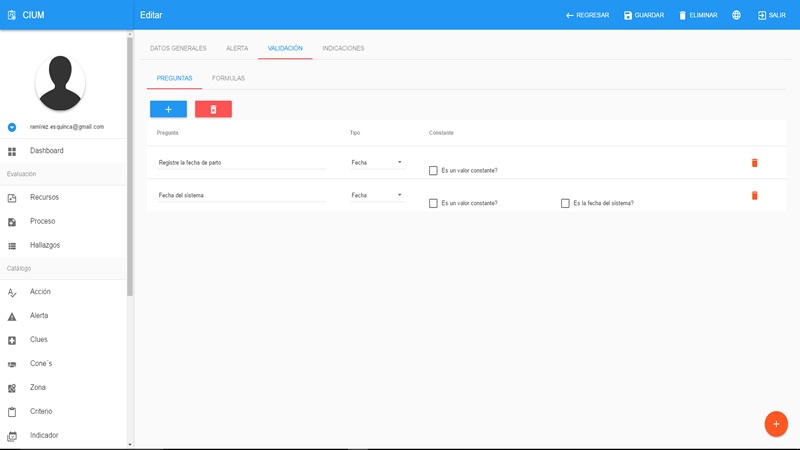 CIUM
Editar
REGRESAR
GUARDAR
ELIMINAR
SALIR
DATOS GENERALES
ALERTA
VALIDACIÓN
INDICACIONES
PREGUNTAS
FORMULAS
ramirez.esquinca@gmail.com
Dashboard
Evaluación
Recursos
Proceso
Hallazgos
Catálogo
Acción
Alerta
Clues
Cone´s
Zona
Criterio
Indicador
Pregunta
Tipo
Constante
Registre la fecha de parto
Fecha
Es un valor constante?
Fecha del sistema
Fecha
Es un valor constante?
Es la fecha del sistema?